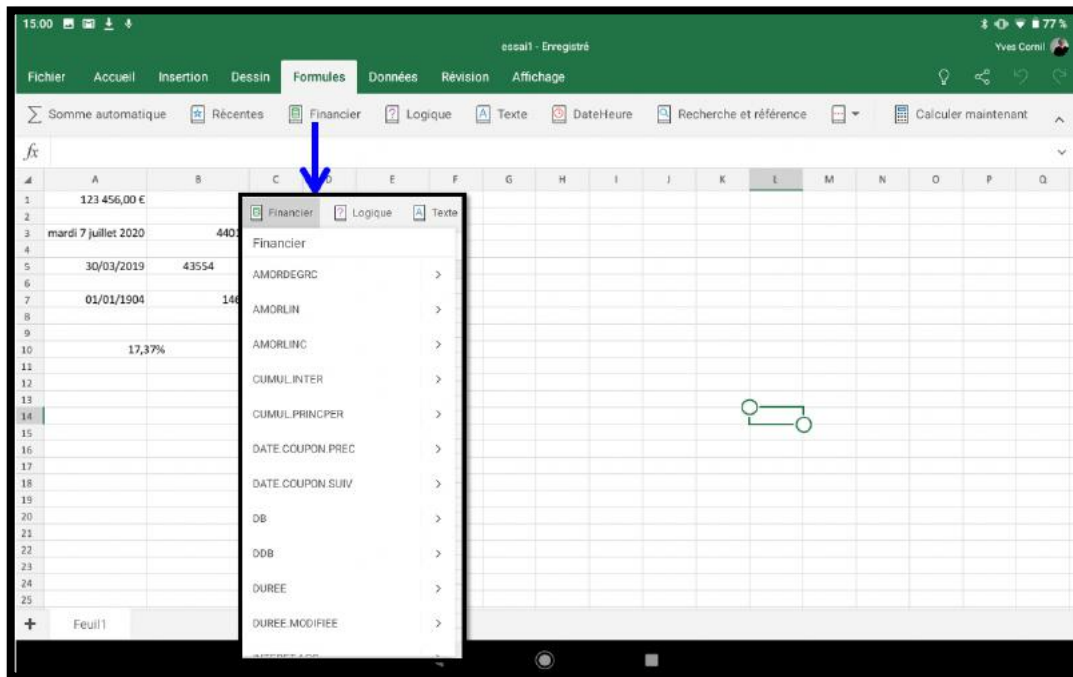 15:00 77 %
essai1 - Enregistré Yves Cornil
Fichier Accueil Insertion Dessin Formules Données Révision Affichage
Somme automatique Récentes Financier Logique Texte DateHeure Recherche et référence Calculer maintenant
fx
A B C D E F G H I J K L M N O P Q
1 123 456,00 €
2
3 mardi 7 juillet 2020
4
5 30/03/2019 43554
6
7 01/01/1904 146
8
9
10 17,37%
11
12
13
14
15
16
17
18
19
20
21
22
23
24
25
Financier Logique Texte
Financier
AMORDEGRC
AMORLIN
AMORLINC
CUMUL.INTER
CUMUL.PRINCPER
DATE.COUPON.PREC
DATE.COUPON.SUIV
DB
DDB
DUREE
DUREE.MODIFIEE
+ Feuil1